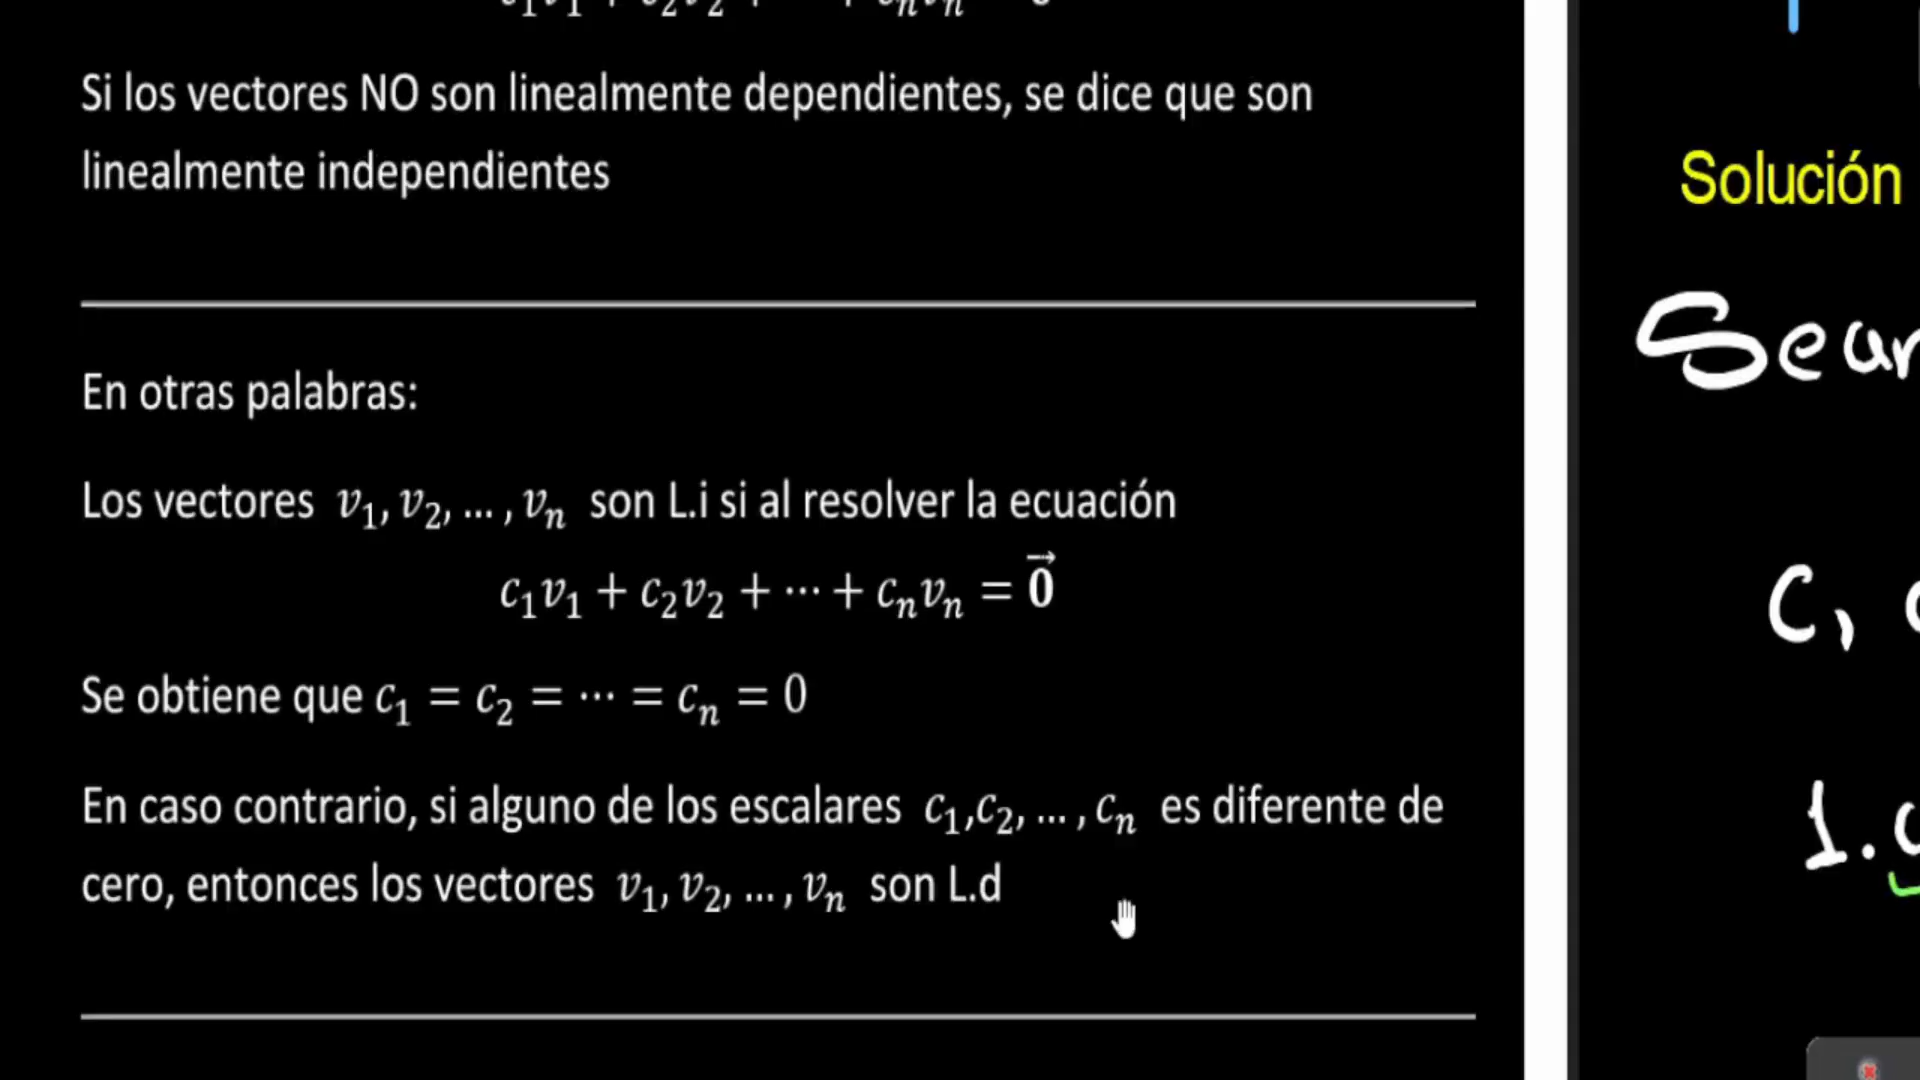 Si los vectores NO son linealmente dependientes, se dice que son
linealmente independientes
En otras palabras:
Los vectores v₁, v₂, ... , vₙ son L.i si al resolver la ecuación
c₁v₁ + c₂v₂ + ⋯ + cₙvₙ = 0⃗
Se obtiene que c₁ = c₂ = ⋯ = cₙ = 0
En caso contrario, si alguno de los escalares c₁,c₂, ... , cₙ es diferente de
cero, entonces los vectores v₁, v₂, ... , vₙ son L.d
Solución
C,
1.